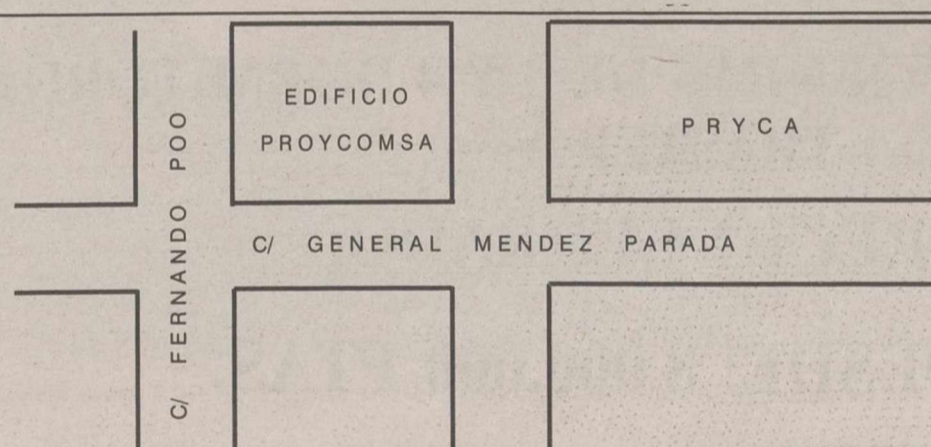 EDIFICIO
PROYCOMSA
PRYCA
C/ FERNANDO POO
C/ GENERAL MENDEZ PARADA